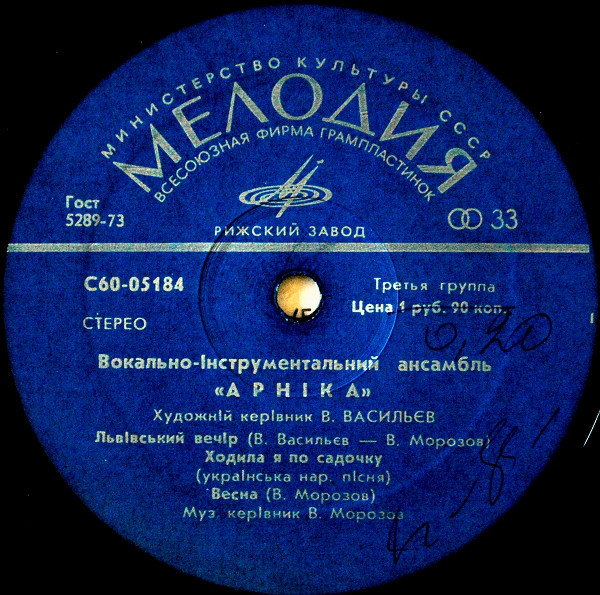 МИНИСТЕРСТВО КУЛЬТУРЫ СССР
МЕЛОДИЯ
ВСЕСОЮЗНАЯ ФИРМА ГРАМПЛАСТИНОК
Гост
5289-73
33
РИЖСКИЙ ЗАВОД
С60-05184
Третья группа
Цена 1 руб. 90 коп.
СТЕРЕО
0,20
Вокально-інструментальний ансамбль
«АРНІКА»
Художній керівник В. ВАСИЛЬЄВ
Львівський вечір (В. Васильєв — В. Морозов)
Ходила я по садочку
(українська нар. пісня)
Весна (В. Морозов)
Муз. керівник В. Морозов